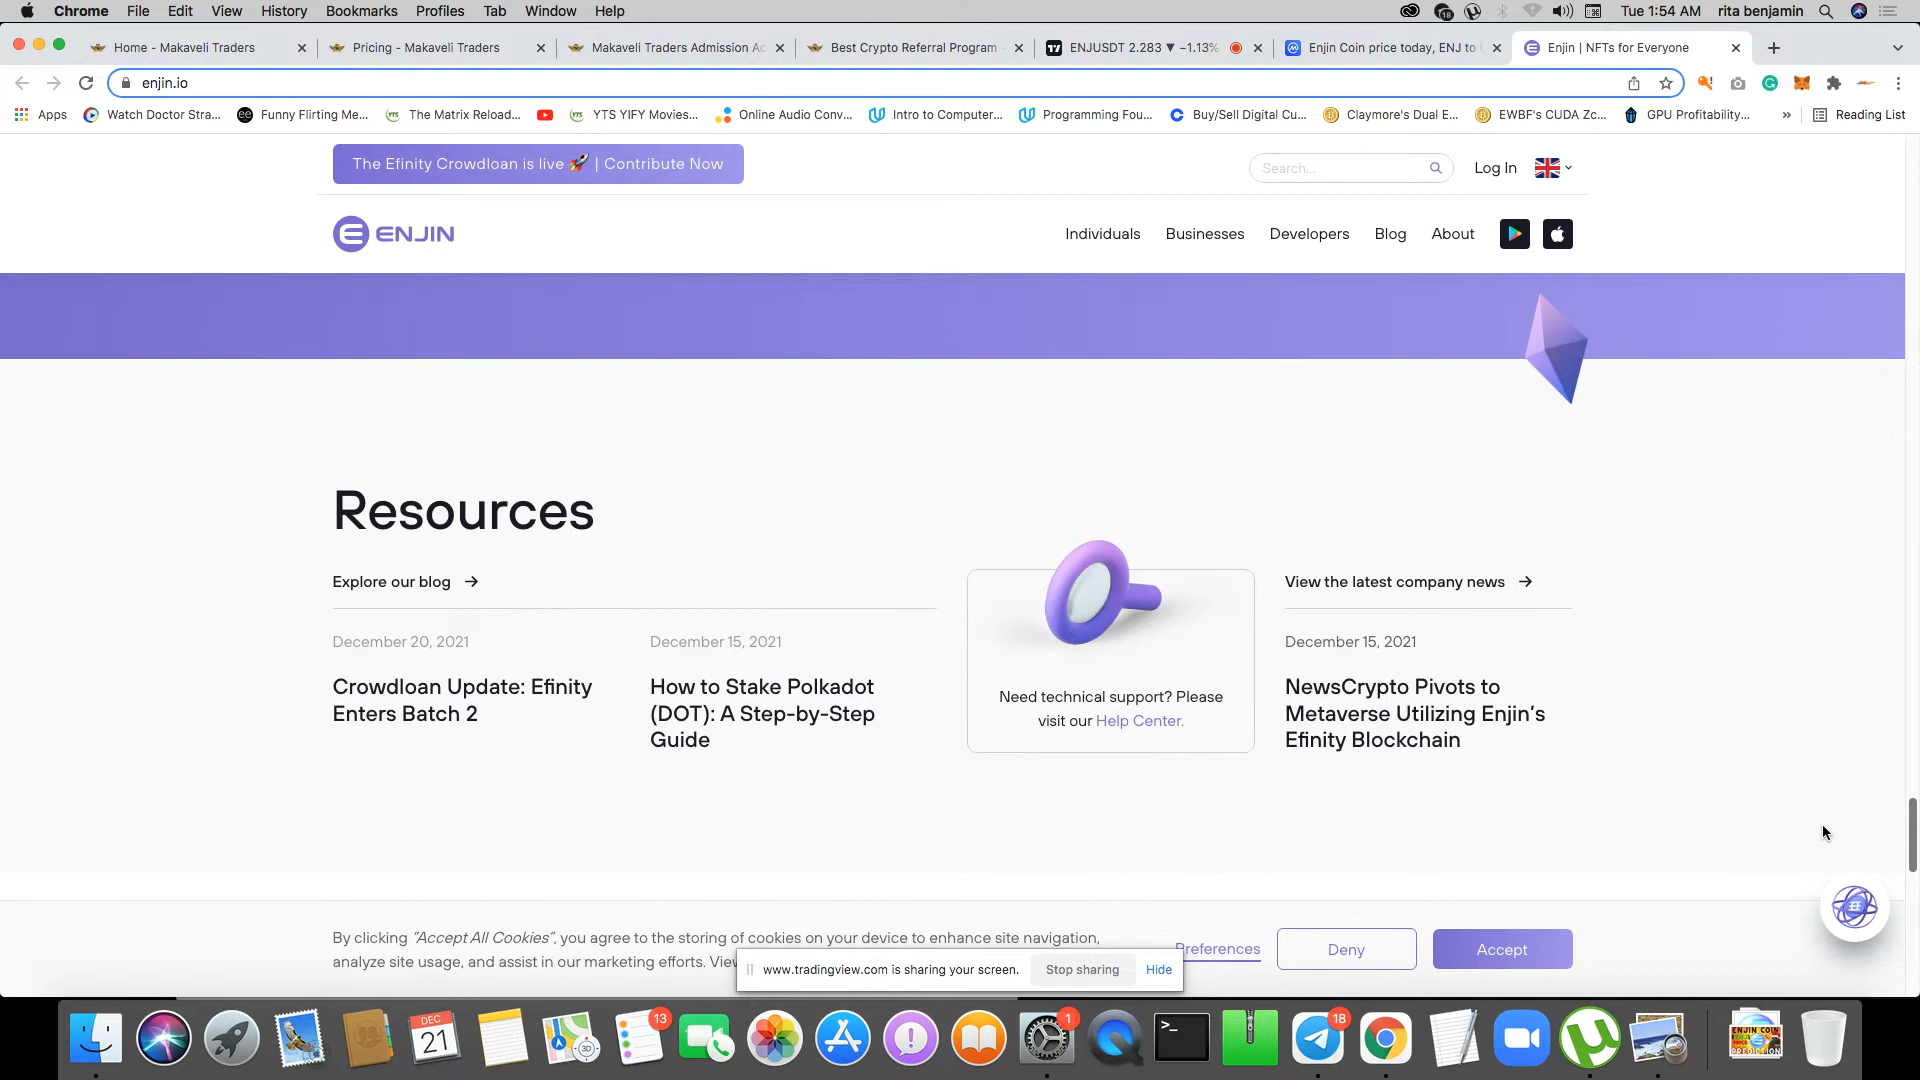 Chrome File Edit View History Bookmarks Profiles Tab Window Help 18 Tue 1:54 AM rita benjamin
Home - Makaveli Traders Pricing - Makaveli Traders Makaveli Traders Admission Ac Best Crypto Referral Program - ENJUSDT 2.283 ▼ −1.13% Enjin Coin price today, ENJ to U Enjin | NFTs for Everyone
enjin.io
Apps Watch Doctor Stra... Funny Flirting Me... The Matrix Reload... YTS YIFY Movies... Online Audio Conv... Intro to Computer... Programming Fou... Buy/Sell Digital Cu... Claymore's Dual E... EWBF's CUDA Zc... GPU Profitability... » Reading List
The Efinity Crowdloan is live 🚀 | Contribute Now
Search... Log In
ENJIN Individuals Businesses Developers Blog About
Resources
Explore our blog →
View the latest company news →
December 20, 2021
Crowdloan Update: Efinity
Enters Batch 2
December 15, 2021
How to Stake Polkadot
(DOT): A Step-by-Step
Guide
Need technical support? Please
visit our Help Center.
December 15, 2021
NewsCrypto Pivots to
Metaverse Utilizing Enjin's
Efinity Blockchain
By clicking "Accept All Cookies", you agree to the storing of cookies on your device to enhance site navigation,
analyze site usage, and assist in our marketing efforts.
Preferences Deny Accept
www.tradingview.com is sharing your screen. Stop sharing Hide
DEC
21
3D
13
1
18
ENJIN COIN
PREDICTION